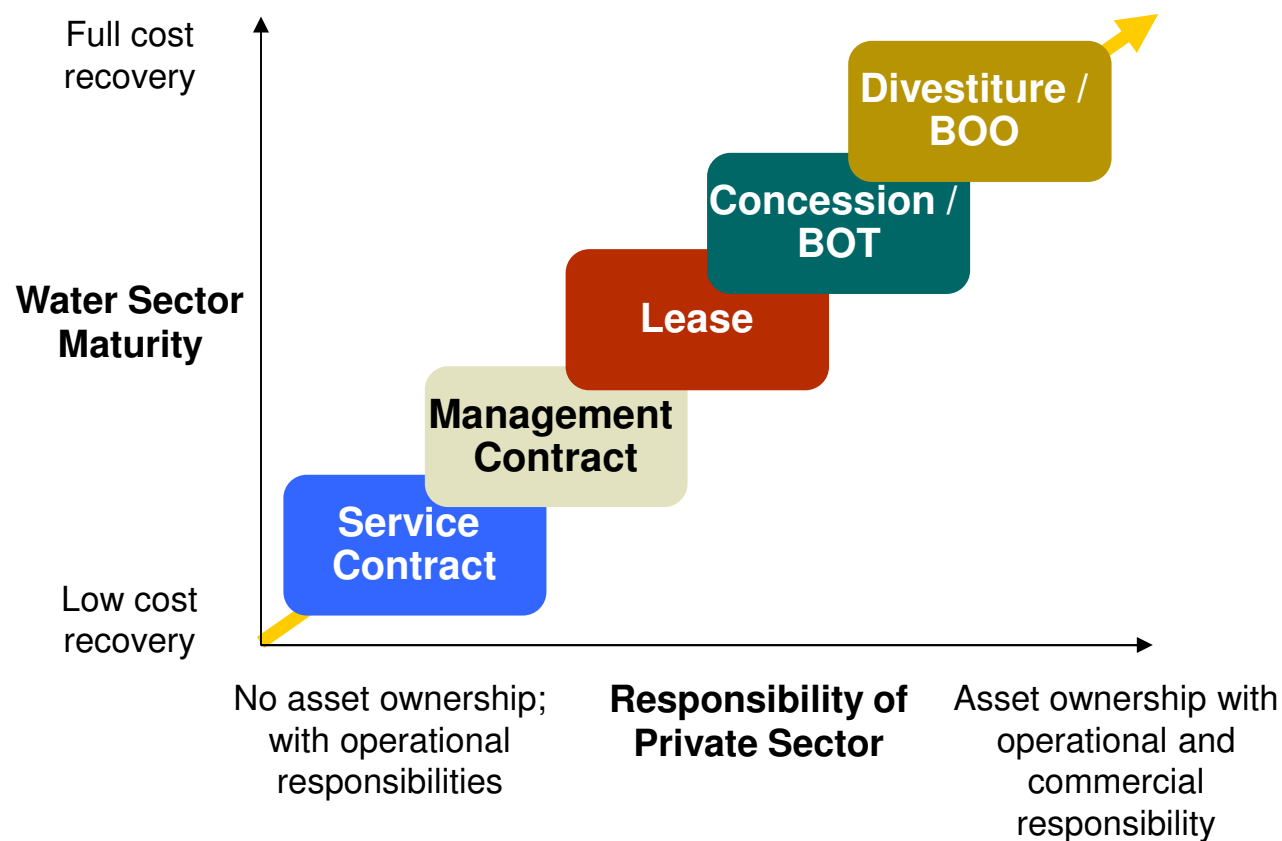 Full cost
recovery
Divestiture /
BOO
Concession /
BOT
Water Sector
Maturity
Lease
Management
Contract
Service
Contract
Low cost
recovery
No asset ownership;
with operational
responsibilities
Responsibility of
Private Sector
Asset ownership with
operational and
commercial
responsibility